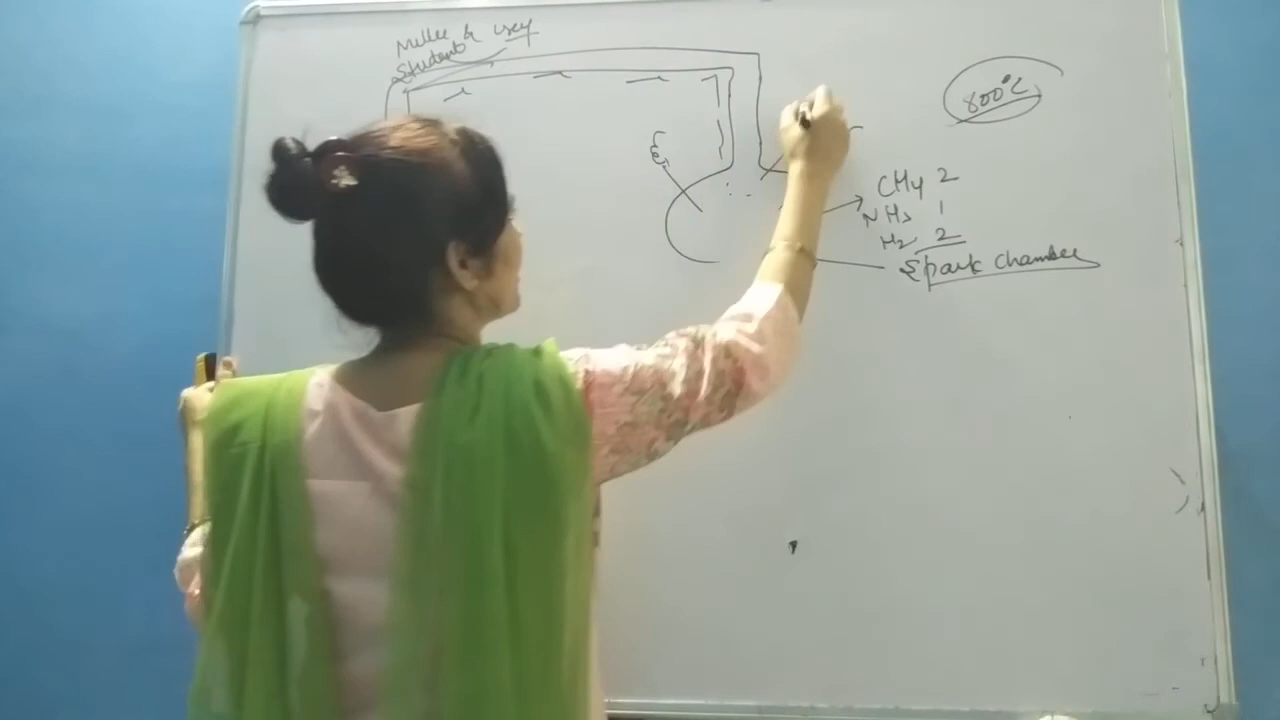 Miller & Urey
Student
800°C
CH4 2
NH3 1
H2 2
Spark chamber
E